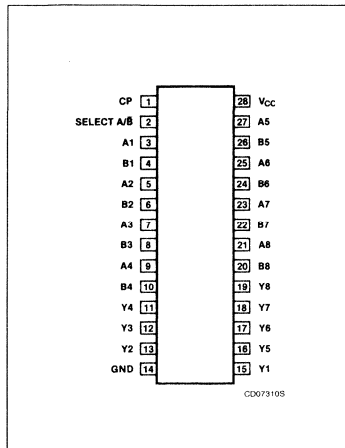 CP 1 28 VCC
SELECT A/B̄ 2 27 A5
A1 3 26 B5
B1 4 25 A6
A2 5 24 B6
B2 6 23 A7
A3 7 22 B7
B3 8 21 A8
A4 9 20 B8
B4 10 19 Y8
Y4 11 18 Y7
Y3 12 17 Y6
Y2 13 16 Y5
GND 14 15 Y1
CD07310S